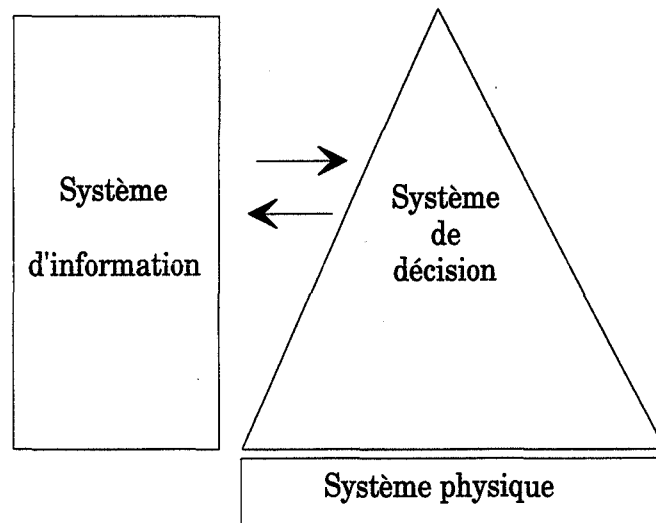 Système
d'information
Système
de
décision
Système physique